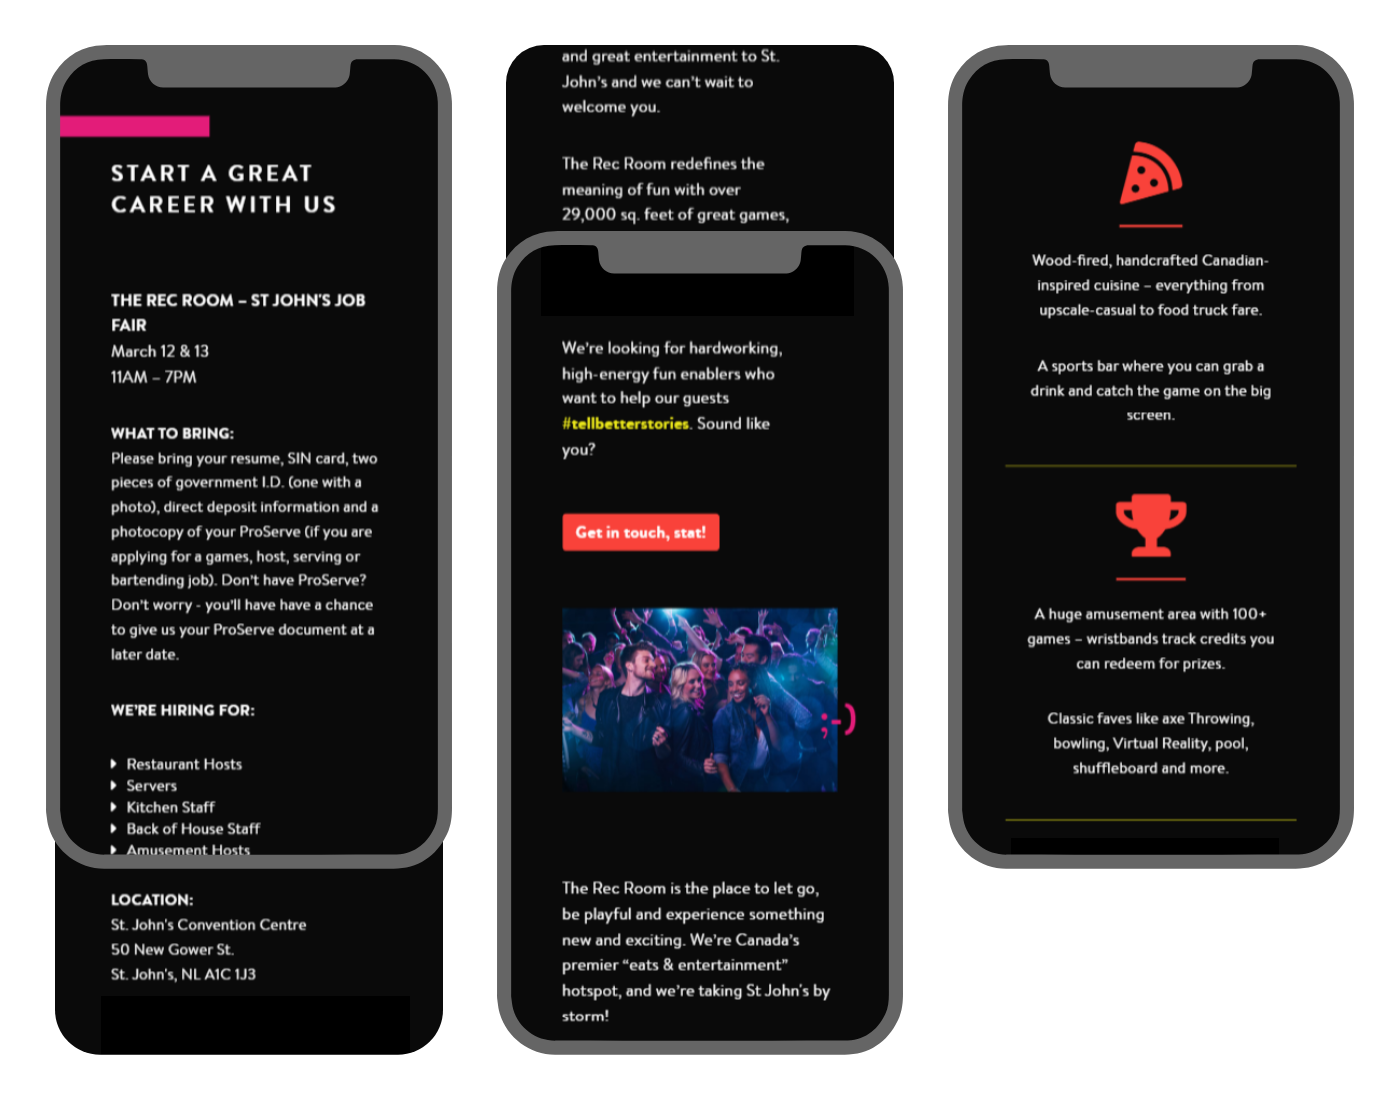 START A GREAT
CAREER WITH US
THE REC ROOM – ST JOHN'S JOB
FAIR
March 12 & 13
11AM – 7PM
WHAT TO BRING:
Please bring your resume, SIN card, two
pieces of government I.D. (one with a
photo), direct deposit information and a
photocopy of your ProServe (if you are
applying for a games, host, serving or
bartending job). Don't have ProServe?
Don't worry - you'll have have a chance
to give us your ProServe document at a
later date.
WE'RE HIRING FOR:
Restaurant Hosts
Servers
Kitchen Staff
Back of House Staff
Amusement Hosts
LOCATION:
St. John's Convention Centre
50 New Gower St.
St. John's, NL A1C 1J3
and great entertainment to St.
John's and we can't wait to
welcome you.
The Rec Room redefines the
meaning of fun with over
29,000 sq. feet of great games,
We're looking for hardworking,
high-energy fun enablers who
want to help our guests
#tellbetterstories. Sound like
you?
Get in touch, stat!
;-)
The Rec Room is the place to let go,
be playful and experience something
new and exciting. We're Canada's
premier “eats & entertainment”
hotspot, and we're taking St John's by
storm!
Wood-fired, handcrafted Canadian-
inspired cuisine – everything from
upscale-casual to food truck fare.
A sports bar where you can grab a
drink and catch the game on the big
screen.
A huge amusement area with 100+
games – wristbands track credits you
can redeem for prizes.
Classic faves like axe Throwing,
bowling, Virtual Reality, pool,
shuffleboard and more.